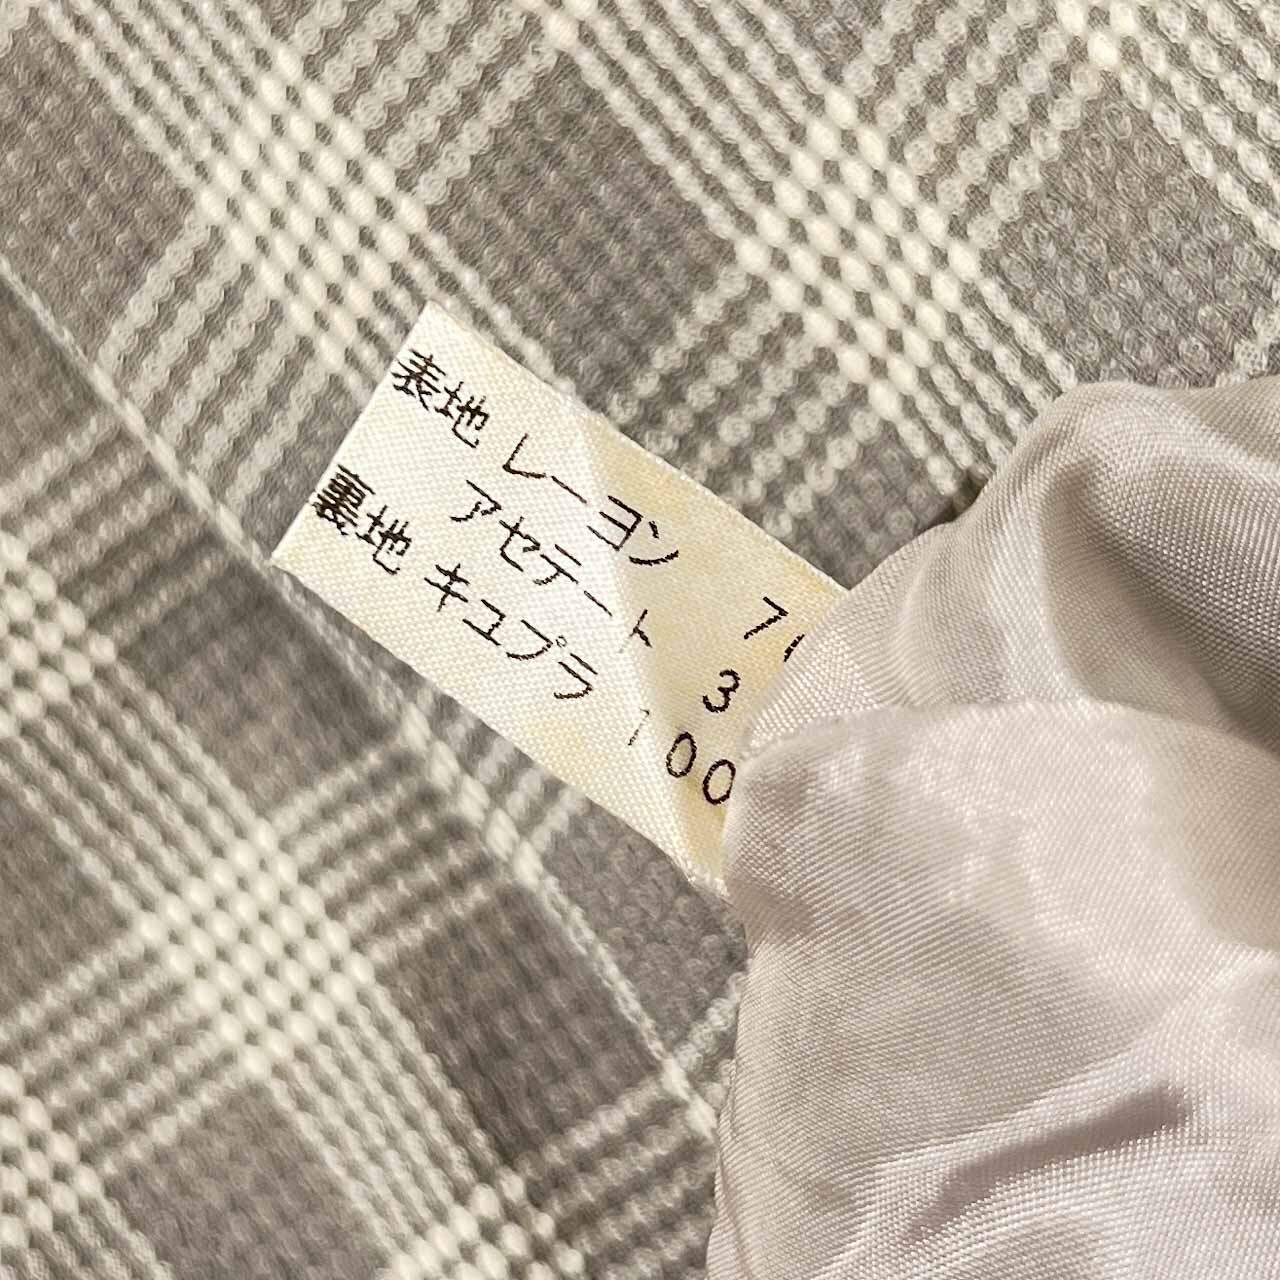 表地 レーヨン 7
アセテート 3
裏地 キュプラ 100